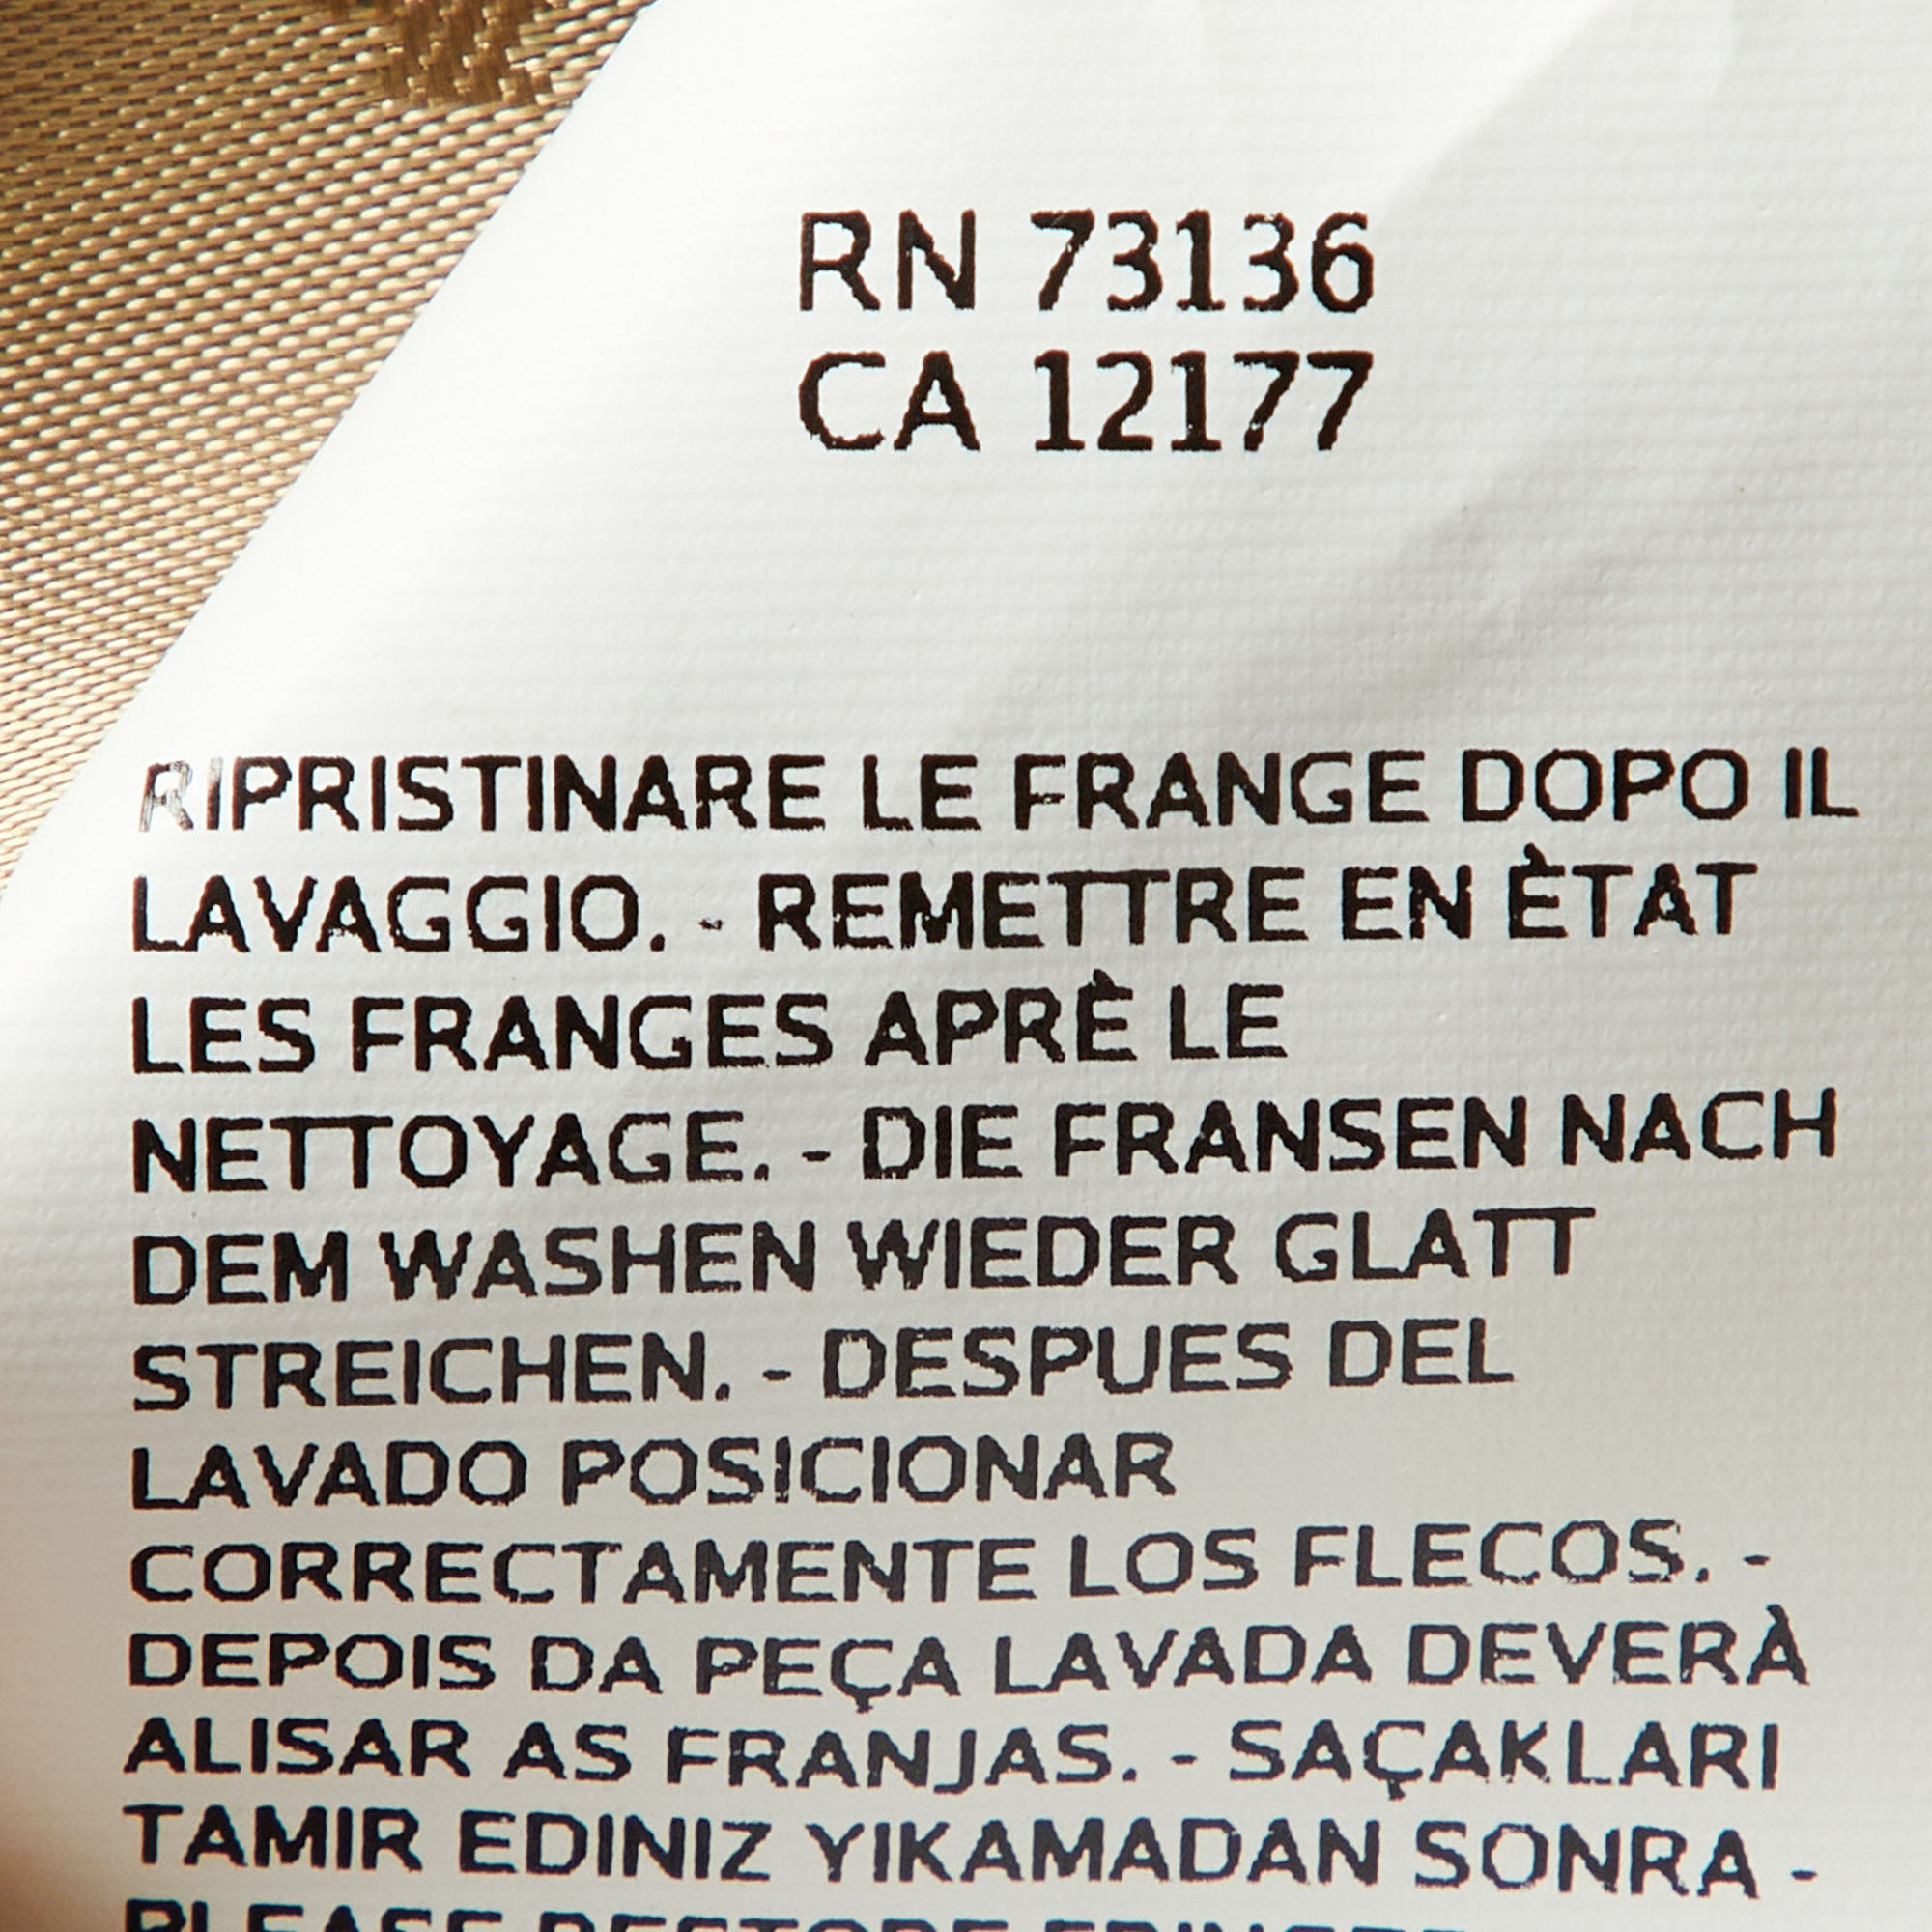 RN 73136
CA 12177
RIPRISTINARE LE FRANGE DOPO IL
LAVAGGIO. - REMETTRE EN ÈTAT
LES FRANGES APRÈ LE
NETTOYAGE. - DIE FRANSEN NACH
DEM WASHEN WIEDER GLATT
STREICHEN. - DESPUES DEL
LAVADO POSICIONAR
CORRECTAMENTE LOS FLECOS. -
DEPOIS DA PEÇA LAVADA DEVERÀ
ALISAR AS FRANJAS. - SAÇAKLARI
TAMIR EDINIZ YIKAMADAN SONRA -
PLEASE RESTORE